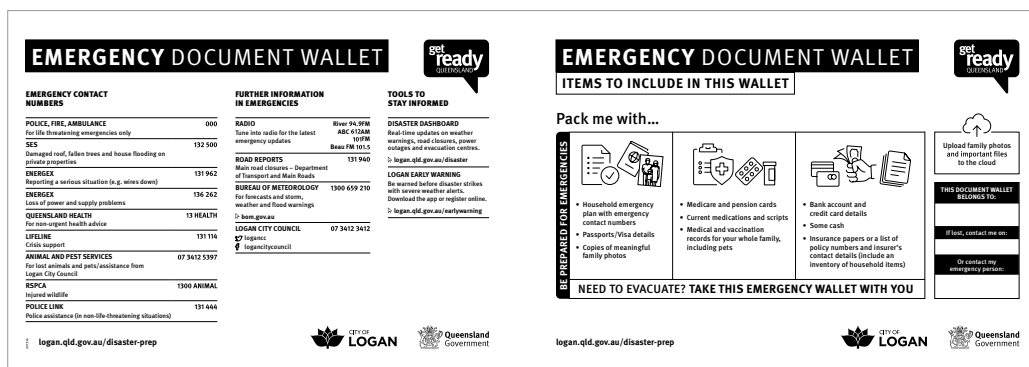 EMERGENCY DOCUMENT WALLET
get
ready
QUEENSLAND
EMERGENCY CONTACT
NUMBERS
POLICE, FIRE, AMBULANCE 000
For life threatening emergencies only
SES 132 500
Damaged roof, fallen trees and house flooding on
private properties
ENERGEX 131 962
Reporting a serious situation (e.g. wires down)
ENERGEX 136 262
Loss of power and supply problems
QUEENSLAND HEALTH 13 HEALTH
For non-urgent health advice
LIFELINE 131 114
Crisis support
ANIMAL AND PEST SERVICES 07 3412 5397
For lost animals and pets/assistance from
Logan City Council
RSPCA 1300 ANIMAL
Injured wildlife
POLICE LINK 131 444
Police assistance (in non-life-threatening situations)
FURTHER INFORMATION
IN EMERGENCIES
RADIO River 94.9FM
Tune into radio for the latest ABC 612AM
emergency updates 101FM
Beau FM 101.5
ROAD REPORTS 131 940
Main road closures – Department
of Transport and Main Roads
BUREAU OF METEOROLOGY 1300 659 210
For forecasts and storm,
weather and flood warnings
bom.gov.au
LOGAN CITY COUNCIL 07 3412 3412
logancc
logancitycouncil
TOOLS TO
STAY INFORMED
DISASTER DASHBOARD
Real-time updates on weather
warnings, road closures, power
outages and evacuation centres.
logan.qld.gov.au/disaster
LOGAN EARLY WARNING
Be warned before disaster strikes
with severe weather alerts.
Download the app or register online.
logan.qld.gov.au/earlywarning
logan.qld.gov.au/disaster-prep
CITY OF
LOGAN
Queensland
Government
EMERGENCY DOCUMENT WALLET
ITEMS TO INCLUDE IN THIS WALLET
get
ready
QUEENSLAND
Pack me with...
BE PREPARED FOR EMERGENCIES
• Household emergency
plan with emergency
contact numbers
• Passports/Visa details
• Copies of meaningful
family photos
• Medicare and pension cards
• Current medications and scripts
• Medical and vaccination
records for your whole family,
including pets
• Bank account and
credit card details
• Some cash
• Insurance papers or a list of
policy numbers and insurer's
contact details (include an
inventory of household items)
NEED TO EVACUATE? TAKE THIS EMERGENCY WALLET WITH YOU
Upload family photos
and important files
to the cloud
THIS DOCUMENT WALLET
BELONGS TO:
If lost, contact me on:
Or contact my
emergency person:
logan.qld.gov.au/disaster-prep
CITY OF
LOGAN
Queensland
Government